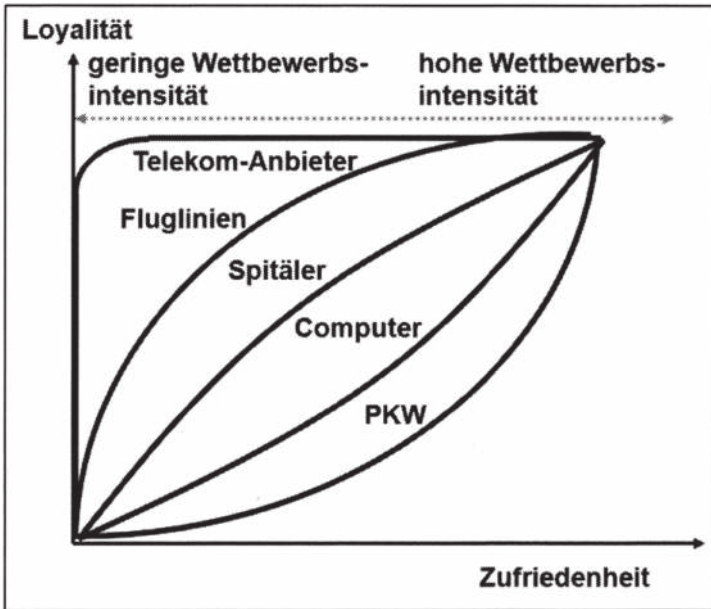 Loyalität
geringe Wettbewerbs-
intensität
hohe Wettbewerbs-
intensität
Telekom-Anbieter
Fluglinien
Spitäler
Computer
PKW
Zufriedenheit